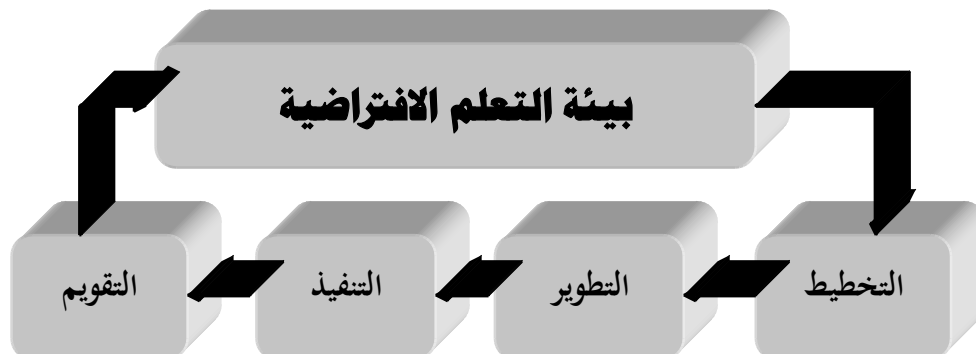 بيئة التعلم الافتراضية
التخطيط
التطوير
التنفيذ
التقويم